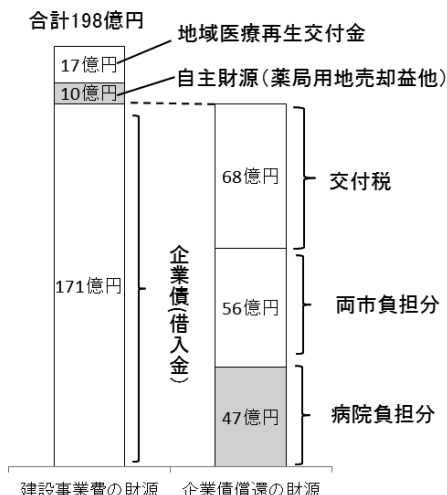 合計198億円
17億円
地域医療再生交付金
10億円
自主財源(薬局用地売却益他)
171億円
企業債(借入金)
68億円
交付税
56億円
両市負担分
47億円
病院負担分
建設事業費の財源
企業債償還の財源